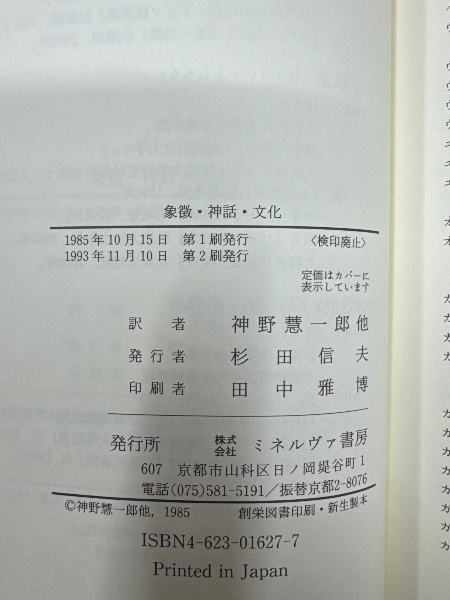 象徴・神話・文化
1985年10月15日 第1刷発行 〈検印廃止〉
1993年11月10日 第2刷発行
定価はカバーに
表示しています
訳者 神野慧一郎他
発行者 杉田信夫
印刷者 田中雅博
発行所 株式会社 ミネルヴァ書房
607 京都市山科区日ノ岡堤谷町1
電話(075)581-5191/振替京都2-8076
©神野慧一郎他, 1985 創栄図書印刷・新生製本
ISBN4-623-01627-7
Printed in Japan